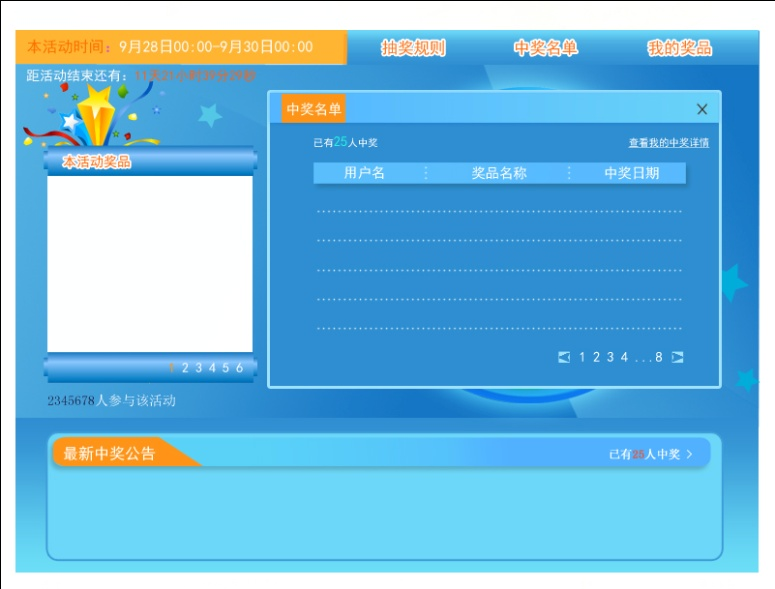 本活动时间：9月28日00:00-9月30日00:00
抽奖规则
中奖名单
我的奖品
距活动结束还有：
中奖名单
已有25人中奖
查看我的中奖详情
用户名
奖品名称
中奖日期
1 2 3 4 ...8
本活动奖品
1 2 3 4 5 6
2345678人参与该活动
最新中奖公告
已有25人中奖